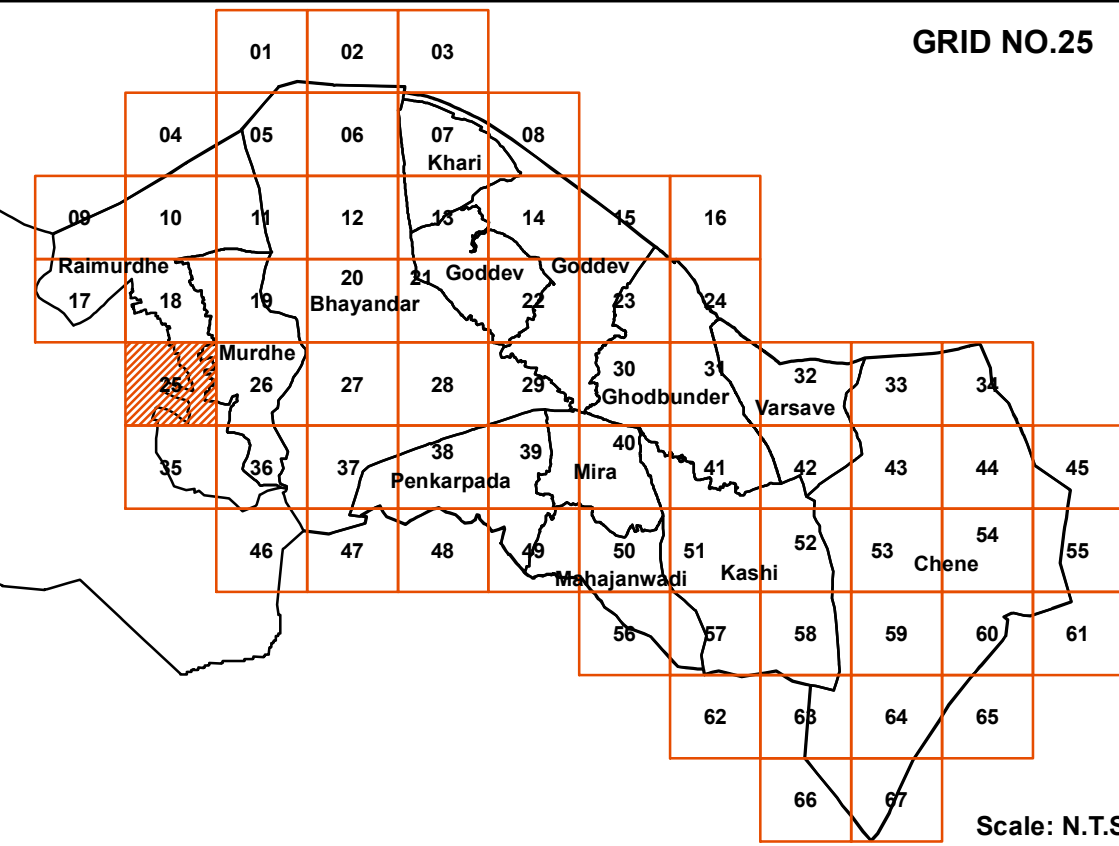 GRID NO.25
01 02 03
04 05 06 07 08
Khari
09 10 11 12 13 14 15 16
Raimurdhe Goddev Goddev
17 18 19 20 21 22 23 24
Bhayandar
Murdhe
25 26 27 28 29 30 31 32 33 34
Ghodbunder Varsave
35 36 37 38 39 40 41 42 43 44 45
Penkarpada Mira
46 47 48 49 50 51 52 53 54 55
Mahajanwadi Kashi Chene
56 57 58 59 60 61
62 63 64 65
66 67
Scale: N.T.S